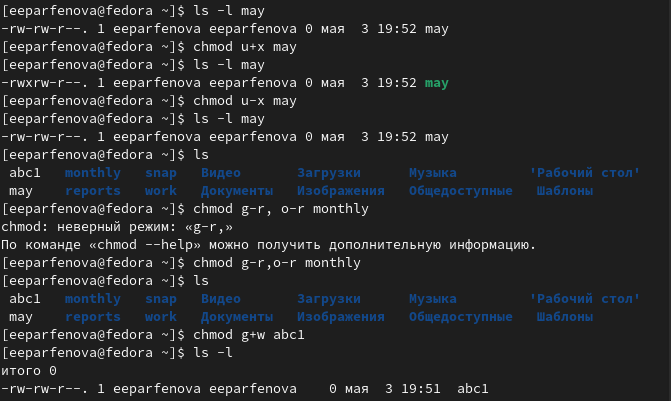 [eeparfenova@fedora ~]$ ls -l may
-rw-rw-r--. 1 eeparfenova eeparfenova 0 мая  3 19:52 may
[eeparfenova@fedora ~]$ chmod u+x may
[eeparfenova@fedora ~]$ ls -l may
-rwxrw-r--. 1 eeparfenova eeparfenova 0 мая  3 19:52 may
[eeparfenova@fedora ~]$ chmod u-x may
[eeparfenova@fedora ~]$ ls -l may
-rw-rw-r--. 1 eeparfenova eeparfenova 0 мая  3 19:52 may
[eeparfenova@fedora ~]$ ls
 abc1   monthly   snap   Видео       Загрузки      Музыка         'Рабочий стол'
 may    reports   work   Документы   Изображения   Общедоступные   Шаблоны
[eeparfenova@fedora ~]$ chmod g-r, o-r monthly
chmod: неверный режим: «g-r,»
По команде «chmod --help» можно получить дополнительную информацию.
[eeparfenova@fedora ~]$ chmod g-r,o-r monthly
[eeparfenova@fedora ~]$ ls
 abc1   monthly   snap   Видео       Загрузки      Музыка         'Рабочий стол'
 may    reports   work   Документы   Изображения   Общедоступные   Шаблоны
[eeparfenova@fedora ~]$ chmod g+w abc1
[eeparfenova@fedora ~]$ ls -l
итого 0
-rw-rw-r--. 1 eeparfenova eeparfenova    0 мая  3 19:51  abc1